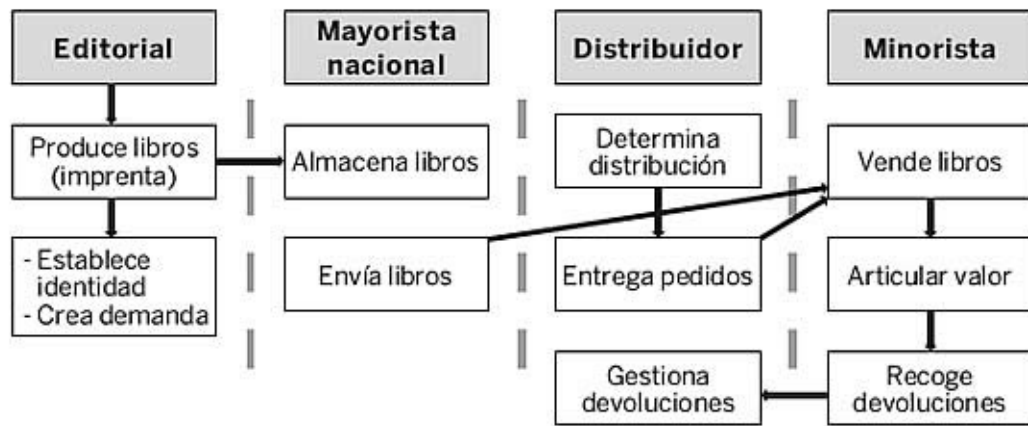 Editorial
Mayorista
nacional
Distribuidor
Minorista
Produce libros
(imprenta)
Almacena libros
Determina
distribución
Vende libros
- Establece
identidad
- Crea demanda
Envía libros
Entrega pedidos
Articular valor
Gestiona
devoluciones
Recoge
devoluciones